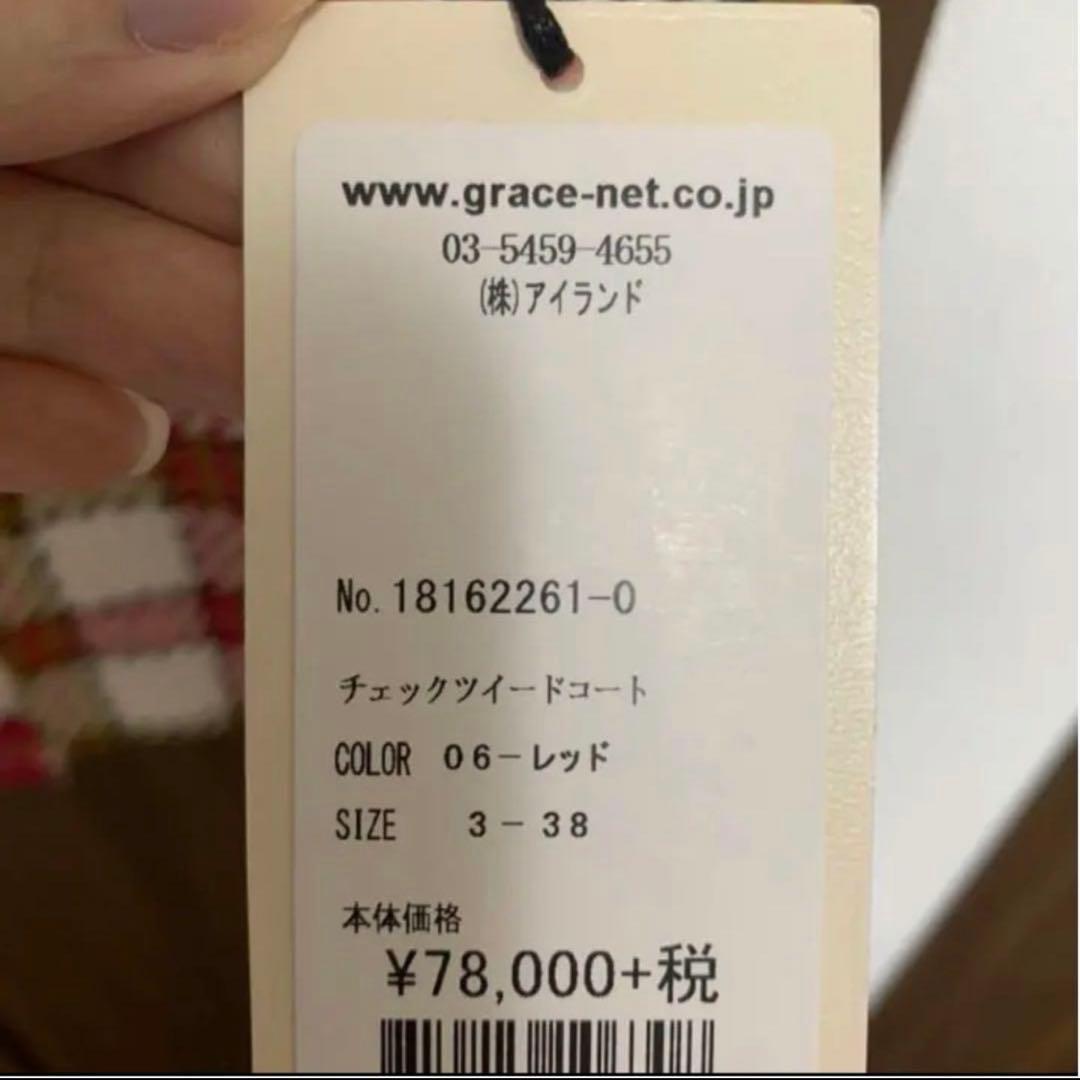 www.grace-net.co.jp
03-5459-4655
(株)アイランド
No.18162261-0
チェックツイードコート
COLOR 06-レッド
SIZE 3-38
本体価格
¥78,000+税